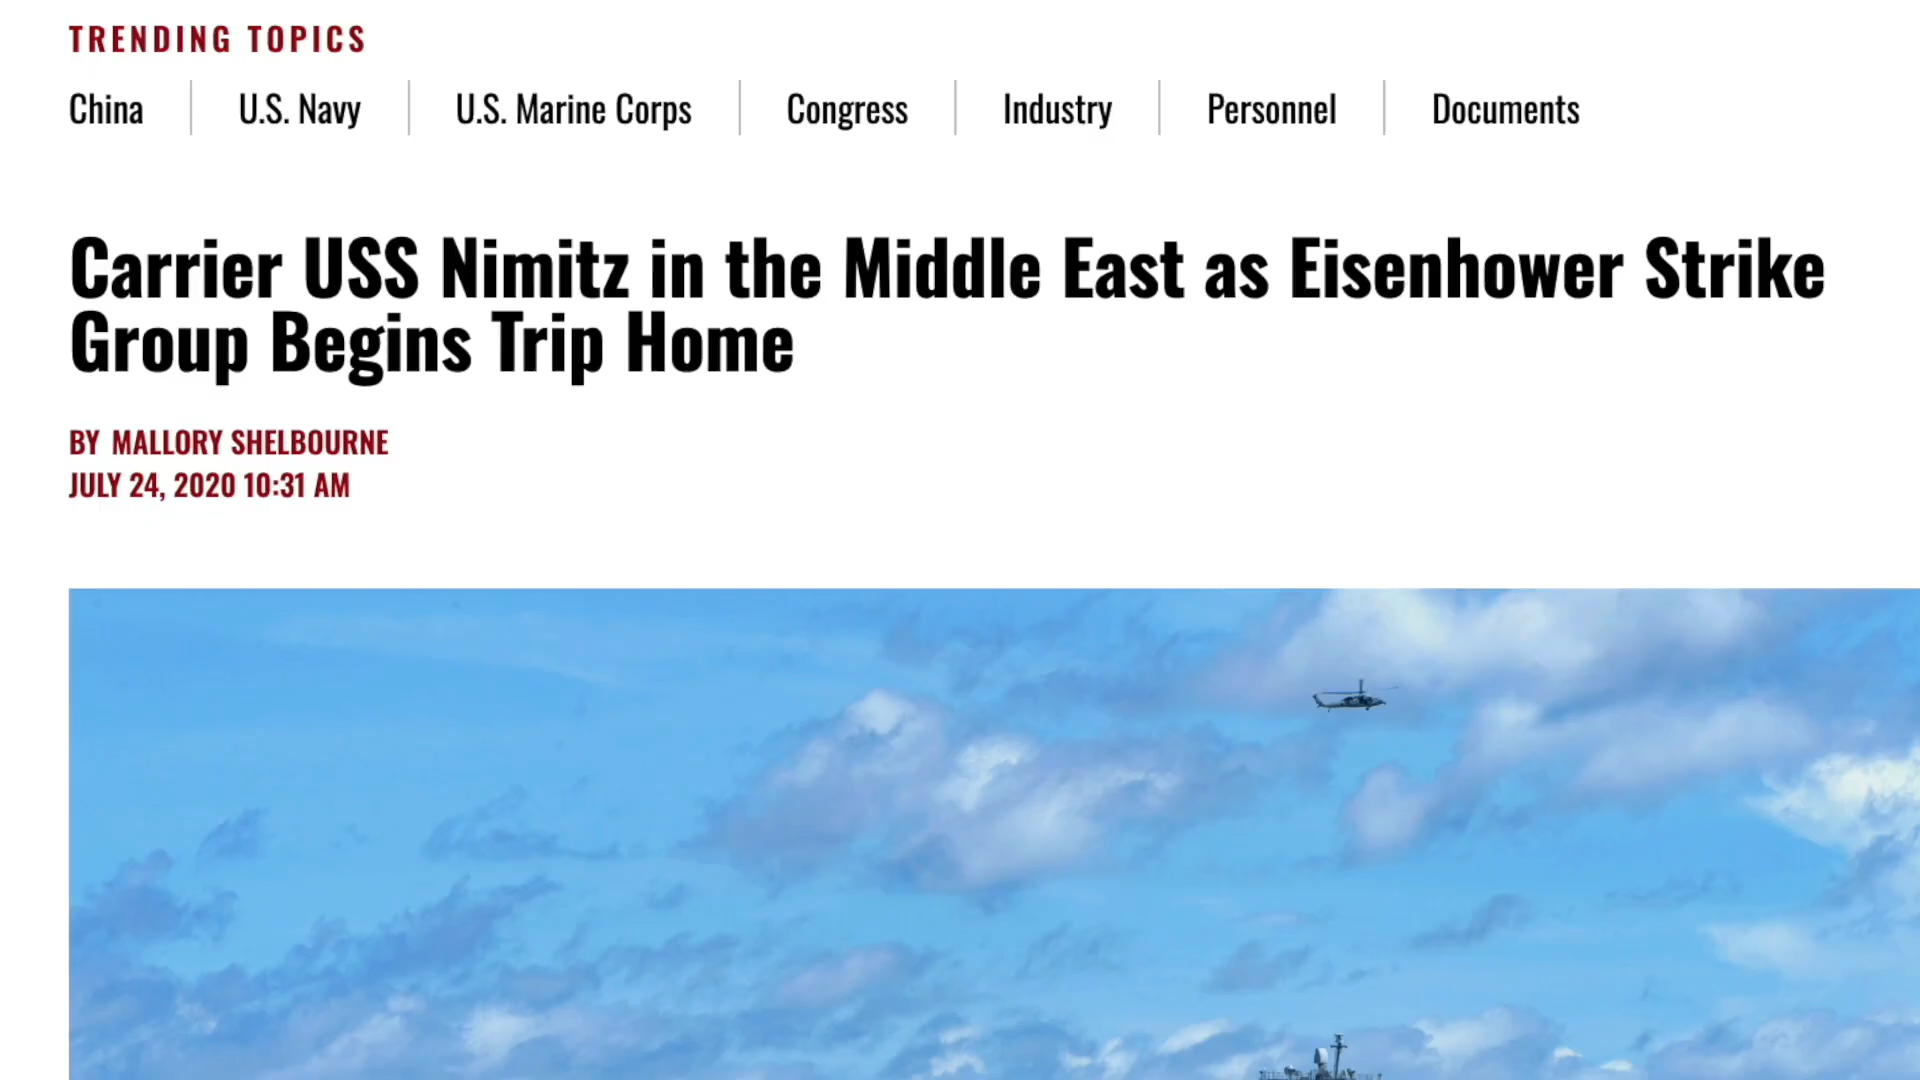 TRENDING TOPICS
China U.S. Navy U.S. Marine Corps Congress Industry Personnel Documents
Carrier USS Nimitz in the Middle East as Eisenhower Strike
Group Begins Trip Home
BY MALLORY SHELBOURNE
JULY 24, 2020 10:31 AM